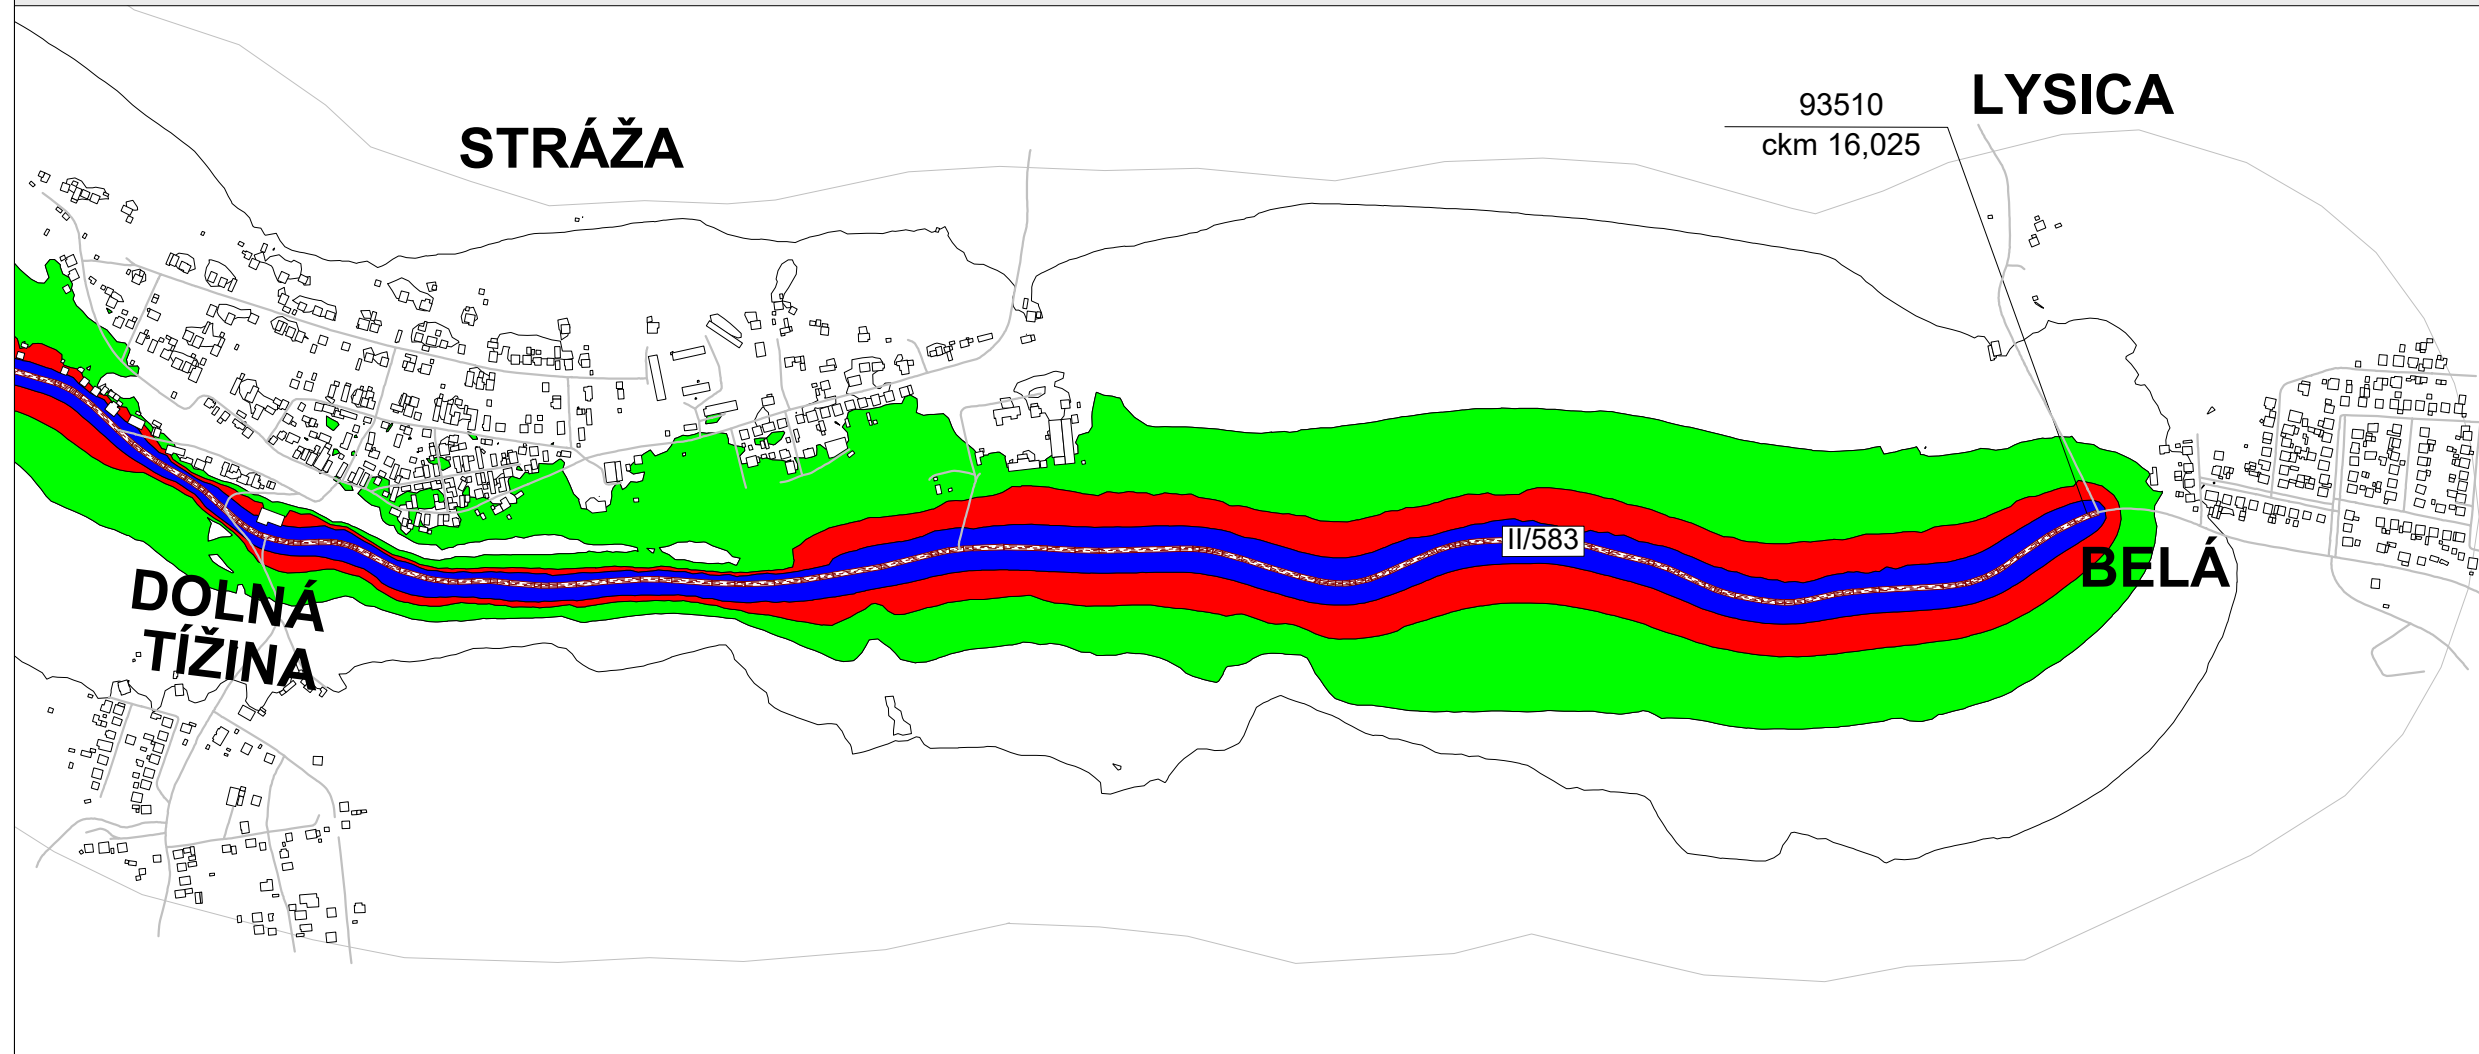 LYSICA
93510
ckm 16,025
STRÁŽA
II/583
BELÁ
DOLNÁ
TÍŽINA